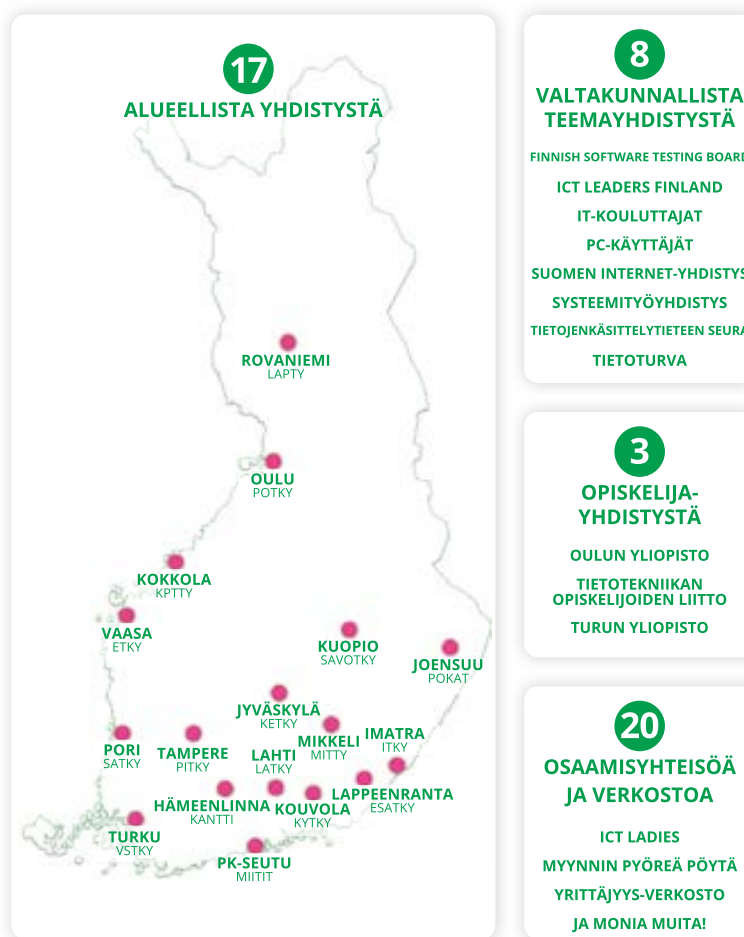 17
ALUEELLISTA YHDISTYSTÄ
ROVANIEMI
LAPTY
OULU
POTKY
KOKKOLA
KPTTY
VAASA
ETKY
KUOPIO
SAVOTKY
JOENSUU
POKAT
JYVÄSKYLÄ
KETKY
MIKKELI
MITTY
IMATRA
ITKY
PORI
SATKY
TAMPERE
PITKY
LAHTI
LATKY
HÄMEENLINNA
KANTTI
KOUVOLA
KYTKY
LAPPEENRANTA
ESATKY
TURKU
VSTKY
PK-SEUTU
MIITIT
8
VALTAKUNNALLISTA
TEEMAYHDISTYSTÄ
FINNISH SOFTWARE TESTING BOARD
ICT LEADERS FINLAND
IT-KOULUTTAJAT
PC-KÄYTTÄJÄT
SUOMEN INTERNET-YHDISTYS
SYSTEEMITYÖYHDISTYS
TIETOJENKÄSITTELYTIETEEN SEURA
TIETOTURVA
3
OPISKELIJA-
YHDISTYSTÄ
OULUN YLIOPISTO
TIETOTEKNIIKAN
OPISKELIJOIDEN LIITTO
TURUN YLIOPISTO
20
OSAAMISYHTEISÖÄ
JA VERKOSTOA
ICT LADIES
MYYNNIN PYÖREÄ PÖYTÄ
YRITTÄJYYS-VERKOSTO
JA MONIA MUITA!